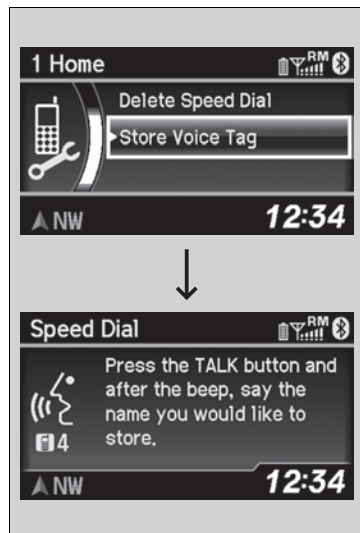 1 Home
RM
Delete Speed Dial
Store Voice Tag
NW
12:34
Speed Dial
RM
Press the TALK button and
after the beep, say the
name you would like to
store.
4
NW
12:34